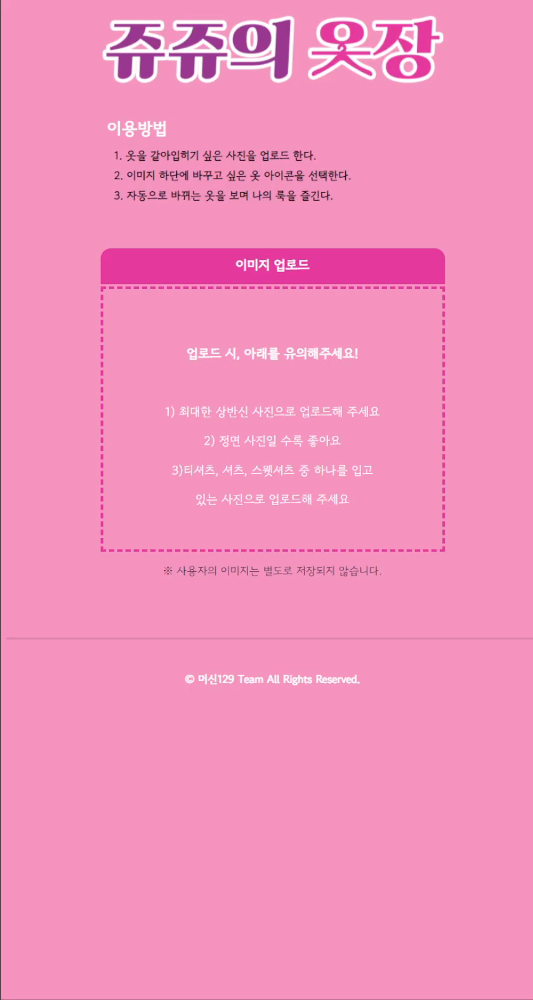 쥬쥬의 옷장
이용방법
1. 옷을 갈아입히기 싶은 사진을 업로드 한다.
2. 이미지 하단에 바꾸고 싶은 옷 아이콘을 선택한다.
3. 자동으로 바뀌는 옷을 보며 나의 룩을 즐긴다.
이미지 업로드
업로드 시, 아래를 유의해주세요!
1) 최대한 상반신 사진으로 업로드해 주세요
2) 정면 사진일 수록 좋아요
3)티셔츠, 셔츠, 스웻셔츠 중 하나를 입고
있는 사진으로 업로드해 주세요
※ 사용자의 이미지는 별도로 저장되지 않습니다.
© 머신129 Team All Rights Reserved.